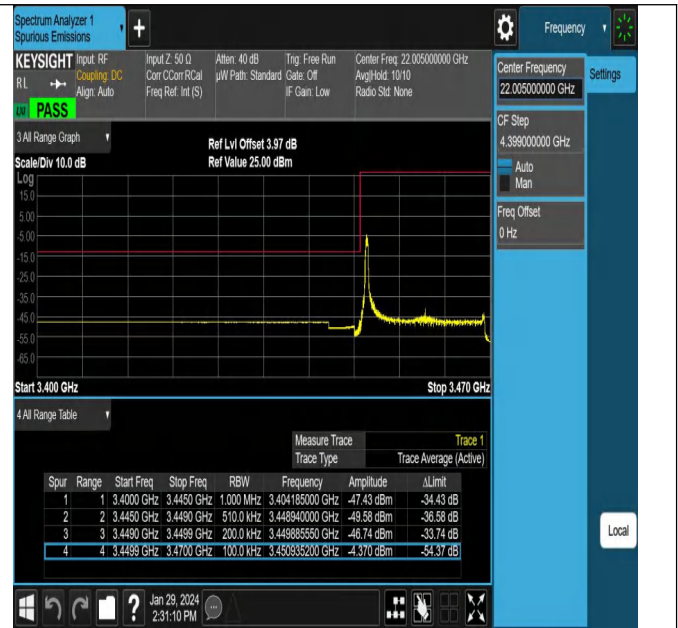 Spectrum Analyzer 1
Spurious Emissions
Frequency
KEYSIGHT Input: RF Input Z: 50 Ω Atten: 40 dB Trig: Free Run Center Freq: 22.005000000 GHz
RL Coupling: DC Corr CCorr RCal µW Path: Standard Gate: Off Avg|Hold: 10/10
Align: Auto Freq Ref: Int (S) IF Gain: Low Radio Std: None
PASS
Center Frequency
22.005000000 GHz
Settings
CF Step
4.399000000 GHz
Auto
Man
Freq Offset
0 Hz
3 All Range Graph
Ref Lvl Offset 3.97 dB
Scale/Div 10.0 dB Ref Value 25.00 dBm
Log
15.0
5.00
-5.00
-15.0
-25.0
-35.0
-45.0
-55.0
-65.0
Start 3.400 GHz Stop 3.470 GHz
4 All Range Table
Measure Trace Trace 1
Trace Type Trace Average (Active)
Spur Range Start Freq Stop Freq RBW Frequency Amplitude ΔLimit
1 1 3.4000 GHz 3.4450 GHz 1.000 MHz 3.404185000 GHz -47.43 dBm -34.43 dB
2 2 3.4450 GHz 3.4490 GHz 510.0 kHz 3.448940000 GHz -49.58 dBm -36.58 dB
3 3 3.4490 GHz 3.4499 GHz 200.0 kHz 3.449885550 GHz -46.74 dBm -33.74 dB
4 4 3.4499 GHz 3.4700 GHz 100.0 kHz 3.450935200 GHz -4.370 dBm -54.37 dB
Local
?
Jan 29, 2024
2:31:10 PM